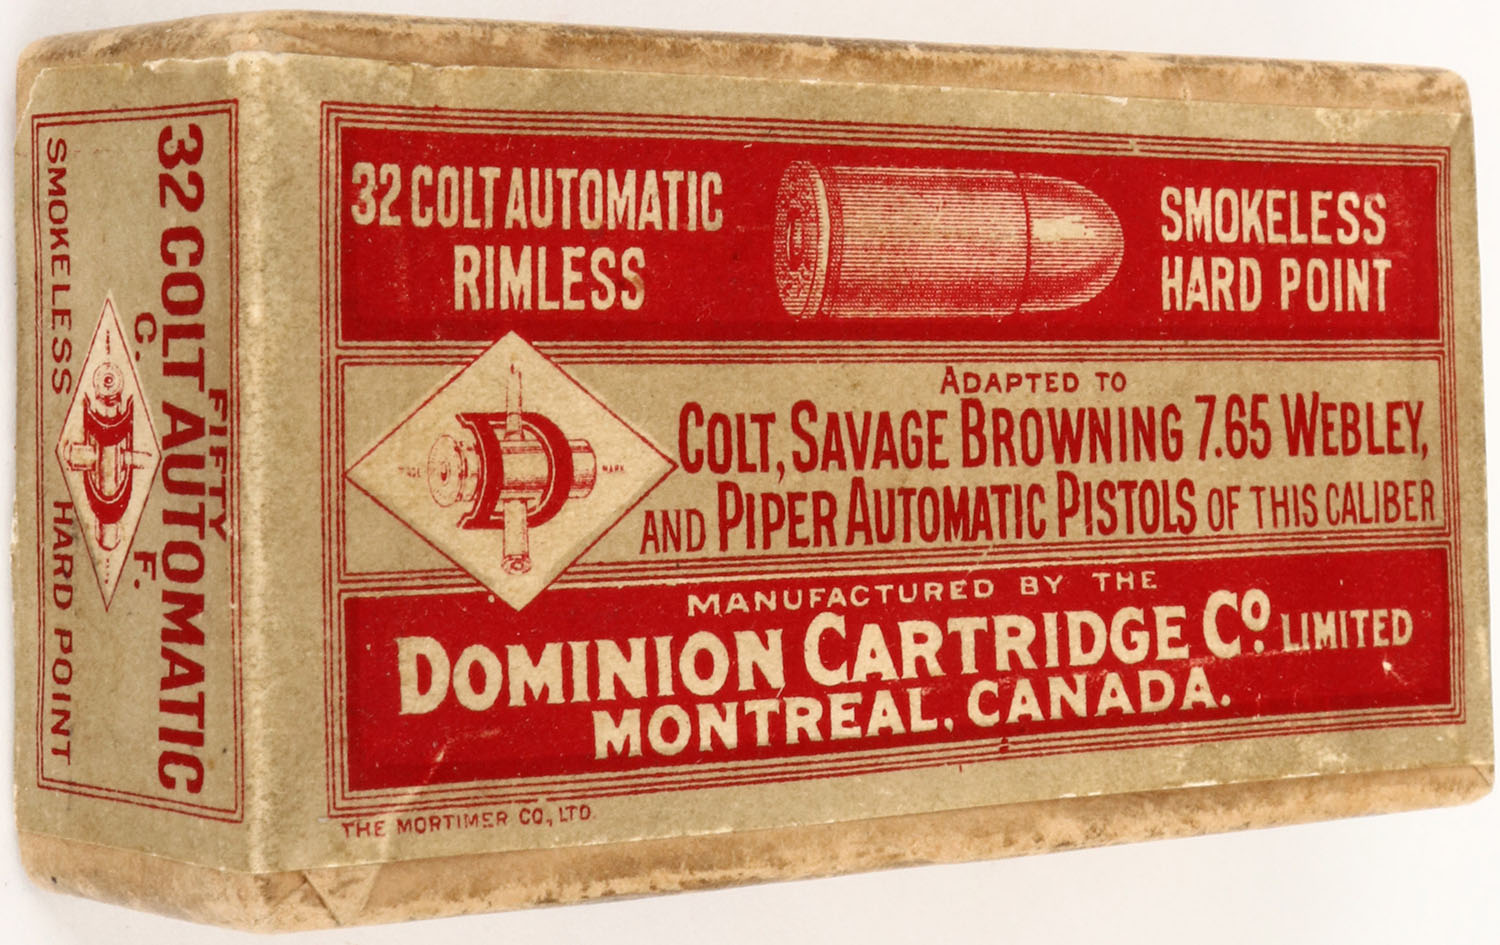 FIFTY
32 COLT AUTOMATIC
C. F.
SMOKELESS HARD POINT
32 COLT AUTOMATIC
RIMLESS
SMOKELESS
HARD POINT
ADAPTED TO
COLT, SAVAGE BROWNING 7.65 WEBLEY,
AND PIPER AUTOMATIC PISTOLS OF THIS CALIBER
MARK
MANUFACTURED BY THE
DOMINION CARTRIDGE CO. LIMITED
MONTREAL, CANADA.
THE MORTIMER CO., LTD.